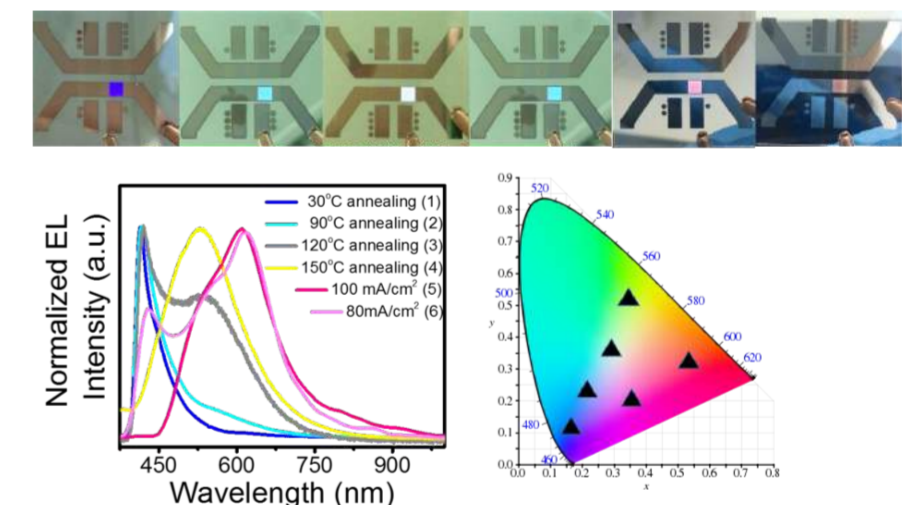 Normalized EL
Intensity (a.u.)
30°C annealing (1)
90°C annealing (2)
120°C annealing (3)
150°C annealing (4)
100 mA/cm² (5)
80mA/cm² (6)
450 600 750 900
Wavelength (nm)
0.9
0.8
0.7
0.6
0.5
0.4
0.3
0.2
0.1
0.0
y
520
540
560
580
600
620
500
480
460
0.0 0.1 0.2 0.3 0.4 0.5 0.6 0.7 0.8
x